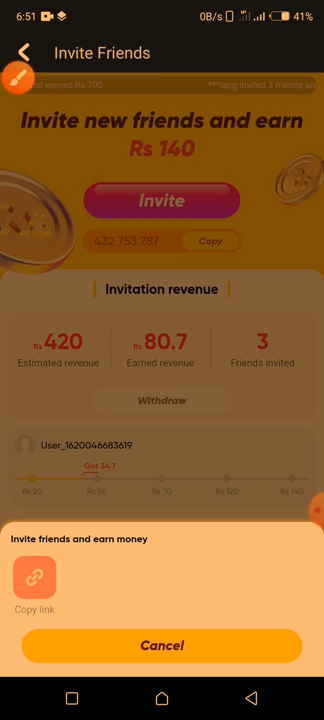 6:51
0B/s
41%
Invite Friends
nd earned Rs 700.
***lang invited 3 friends an
Invite new friends and earn
Rs 140
Invite
432 753 787
Copy
Invitation revenue
Rs 420
Rs 80.7
3
Estimated revenue
Earned revenue
Friends invited
Withdraw
User_1620046683619
Got 34.7
Rs 20
Rs 50
Rs 70
Rs 120
Rs 140
Invite friends and earn money
Copy link
Cancel